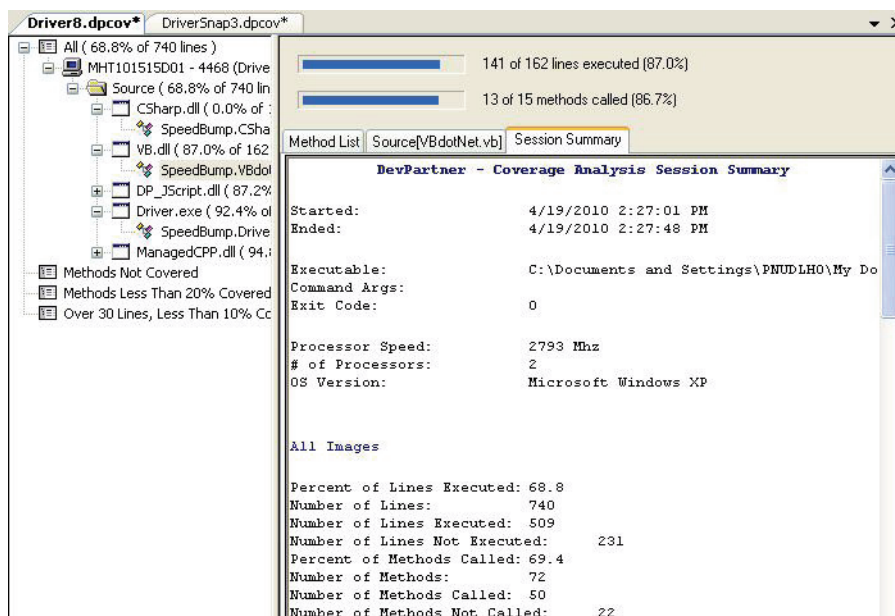 Driver8.dpcov*
DriverSnap3.dpcov*
All ( 68.8% of 740 lines )
MHT101515D01 - 4468 (Drive
Source ( 68.8% of 740 lin
CSharp.dll ( 0.0% of
SpeedBump.CSha
VB.dll ( 87.0% of 162
SpeedBump.VBdot
DP_JScript.dll ( 87.2%
Driver.exe ( 92.4% of
SpeedBump.Drive
ManagedCPP.dll ( 94.
Methods Not Covered
Methods Less Than 20% Covered
Over 30 Lines, Less Than 10% Co
141 of 162 lines executed (87.0%)
13 of 15 methods called (86.7%)
Method List
Source[VBdotNet.vb]
Session Summary
DevPartner - Coverage Analysis Session Summary
Started: 4/19/2010 2:27:01 PM
Ended: 4/19/2010 2:27:48 PM
Executable: C:\Documents and Settings\PNUDLH0\My Do
Command Args:
Exit Code: 0
Processor Speed: 2793 Mhz
# of Processors: 2
OS Version: Microsoft Windows XP
All Images
Percent of Lines Executed: 68.8
Number of Lines: 740
Number of Lines Executed: 509
Number of Lines Not Executed: 231
Percent of Methods Called: 69.4
Number of Methods: 72
Number of Methods Called: 50
Number of Methods Not Called: 22